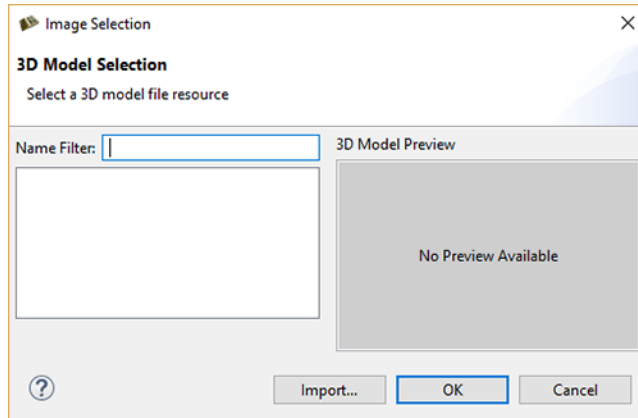 Image Selection
3D Model Selection
Select a 3D model file resource
Name Filter:
3D Model Preview
No Preview Available
?
Import...
OK
Cancel